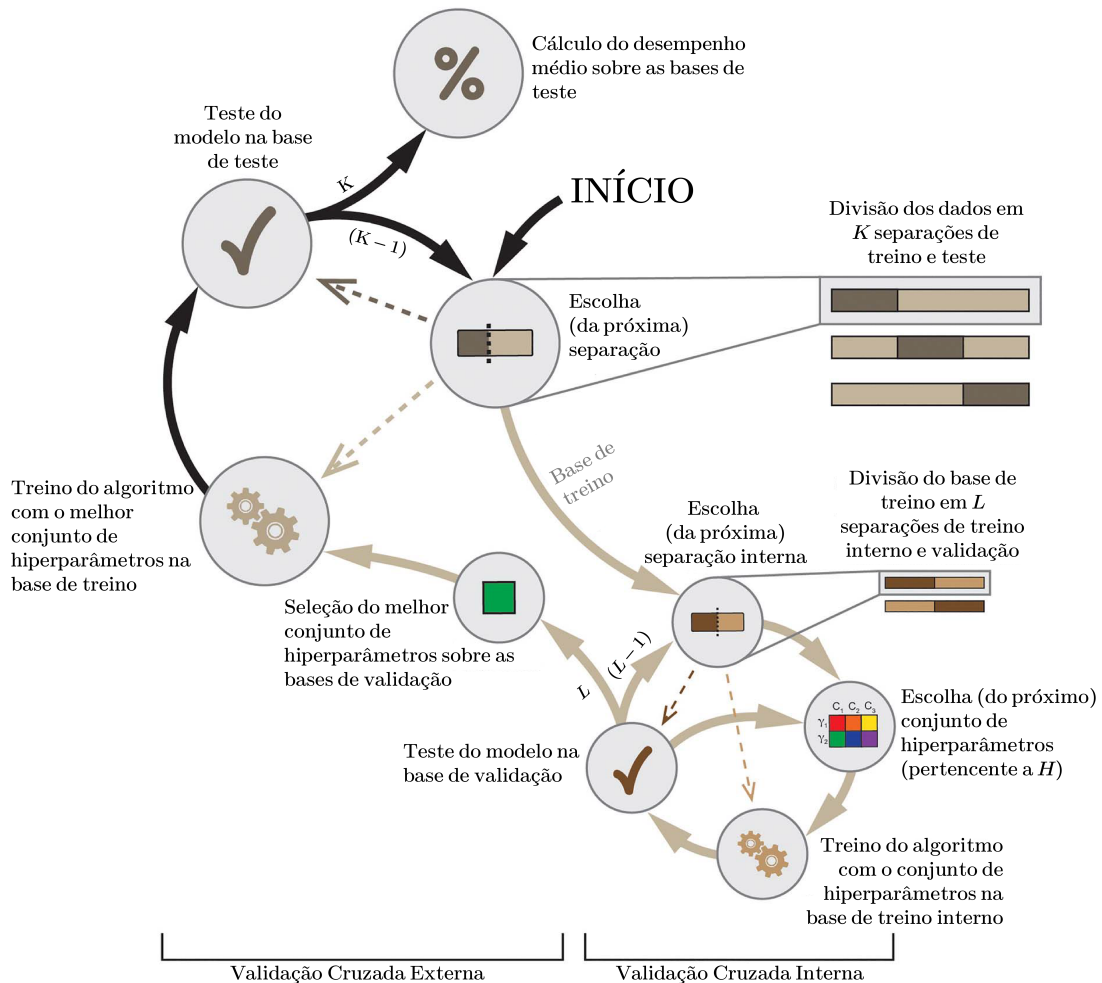 Cálculo do desempenho
médio sobre as bases de
teste
Teste do
modelo na base
de teste
K
(K − 1)
INÍCIO
Divisão dos dados em
K separações de
treino e teste
Escolha
(da próxima)
separação
Base de
treino
Treino do algoritmo
com o melhor
conjunto de
hiperparâmetros na
base de treino
Divisão do base de
treino em L
separações de treino
interno e validação
Escolha
(da próxima)
separação interna
Seleção do melhor
conjunto de
hiperparâmetros sobre as
bases de validação
L
(L − 1)
C₁ C₂ C₃
γ₁
γ₂
Escolha (do próximo)
conjunto de
hiperparâmetros
(pertencente a H)
Teste do modelo na
base de validação
Treino do algoritmo
com o conjunto de
hiperparâmetros na
base de treino interno
Validação Cruzada Externa
Validação Cruzada Interna